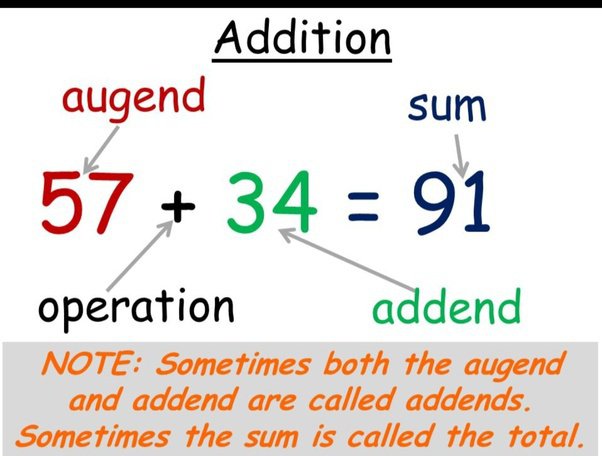 Addition
augend
sum
57 + 34 = 91
operation
addend
NOTE: Sometimes both the augend
and addend are called addends.
Sometimes the sum is called the total.